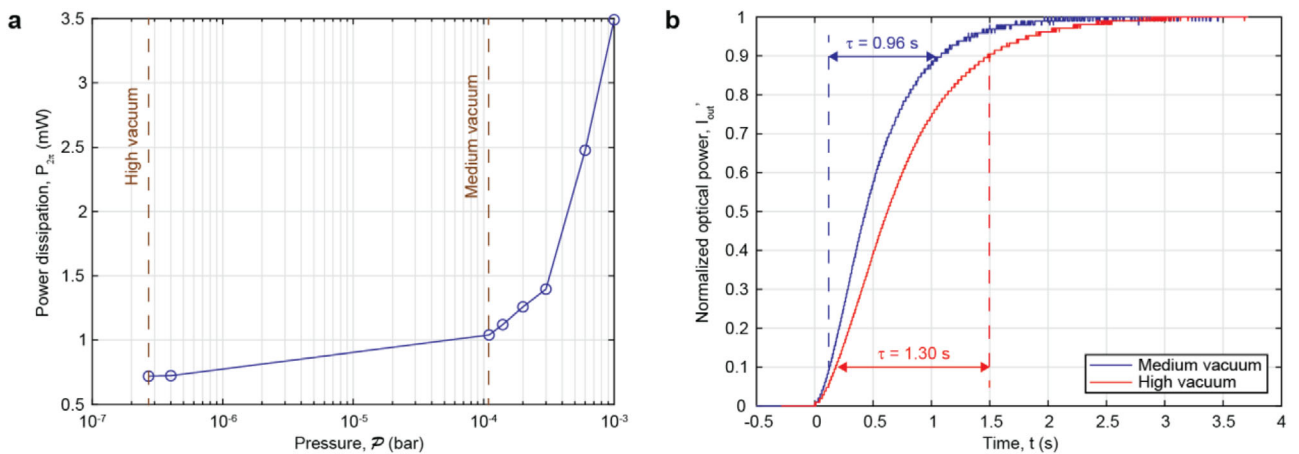 a
Power dissipation, P2π (mW)
3.5
3
2.5
2
1.5
1
0.5
High vacuum
Medium vacuum
10-7
10-6
10-5
10-4
10-3
Pressure, 𝒫 (bar)
b
Normalized optical power, Iout'
1
0.9
0.8
0.7
0.6
0.5
0.4
0.3
0.2
0.1
0
τ = 0.96 s
τ = 1.30 s
Medium vacuum
High vacuum
-0.5
0
0.5
1
1.5
2
2.5
3
3.5
4
Time, t (s)